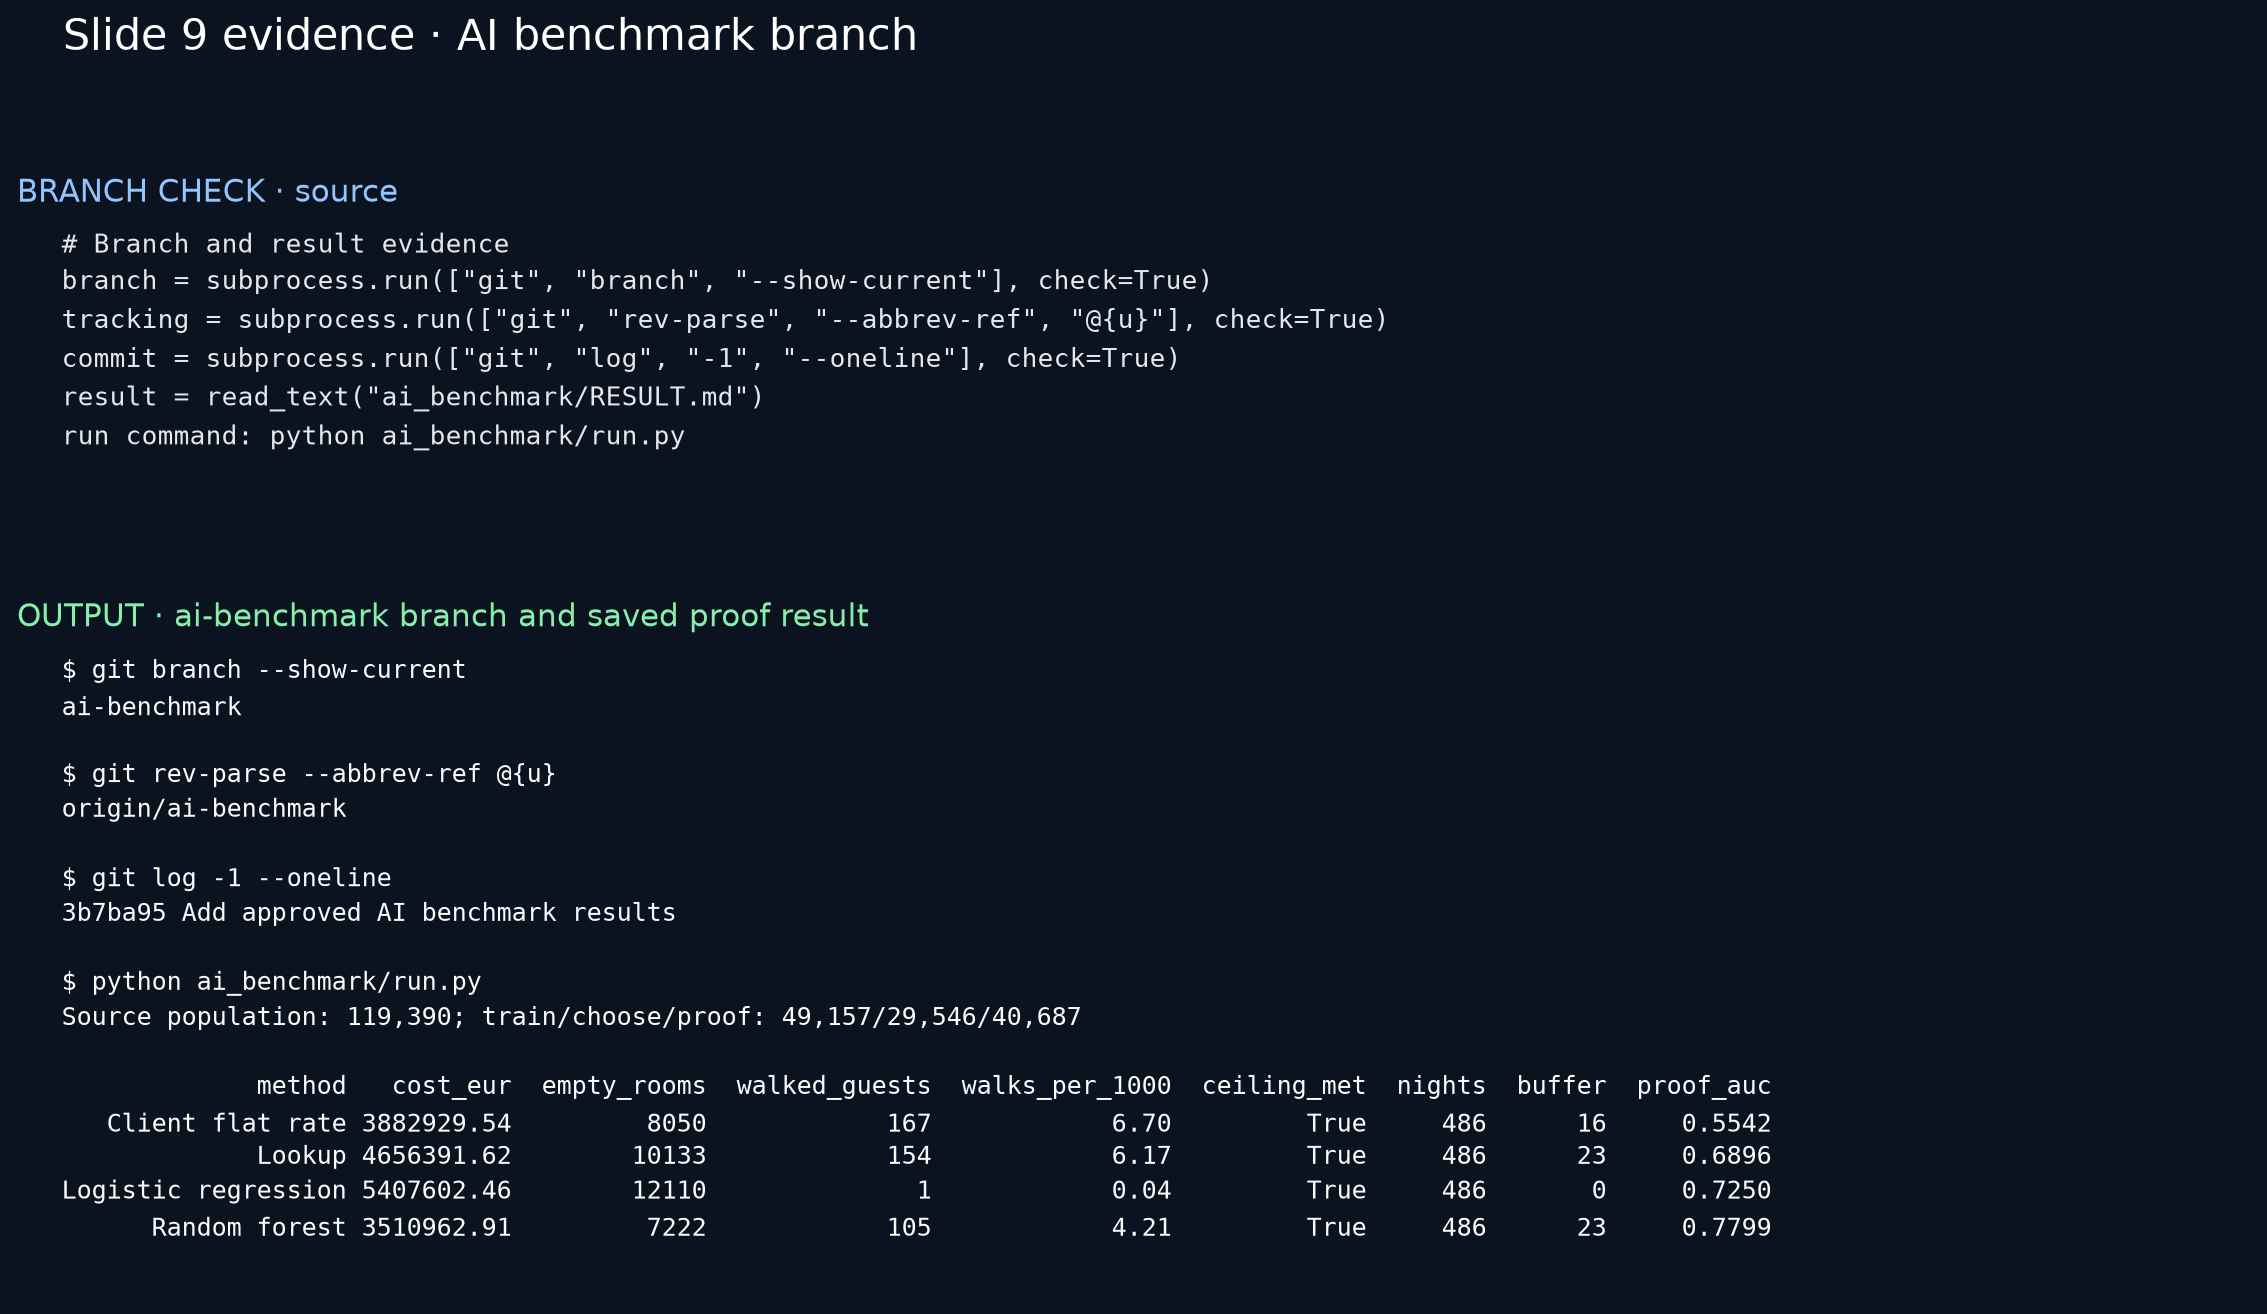 Slide 9 evidence · AI benchmark branch
BRANCH CHECK · source
# Branch and result evidence
branch = subprocess.run(["git", "branch", "--show-current"], check=True)
tracking = subprocess.run(["git", "rev-parse", "--abbrev-ref", "@{u}"], check=True)
commit = subprocess.run(["git", "log", "-1", "--oneline"], check=True)
result = read_text("ai_benchmark/RESULT.md")
run command: python ai_benchmark/run.py
OUTPUT · ai-benchmark branch and saved proof result
$ git branch --show-current
ai-benchmark
$ git rev-parse --abbrev-ref @{u}
origin/ai-benchmark
$ git log -1 --oneline
3b7ba95 Add approved AI benchmark results
$ python ai_benchmark/run.py
Source population: 119,390; train/choose/proof: 49,157/29,546/40,687
method cost_eur empty_rooms walked_guests walks_per_1000 ceiling_met nights buffer proof_auc
Client flat rate 3882929.54 8050 167 6.70 True 486 16 0.5542
Lookup 4656391.62 10133 154 6.17 True 486 23 0.6896
Logistic regression 5407602.46 12110 1 0.04 True 486 0 0.7250
Random forest 3510962.91 7222 105 4.21 True 486 23 0.7799